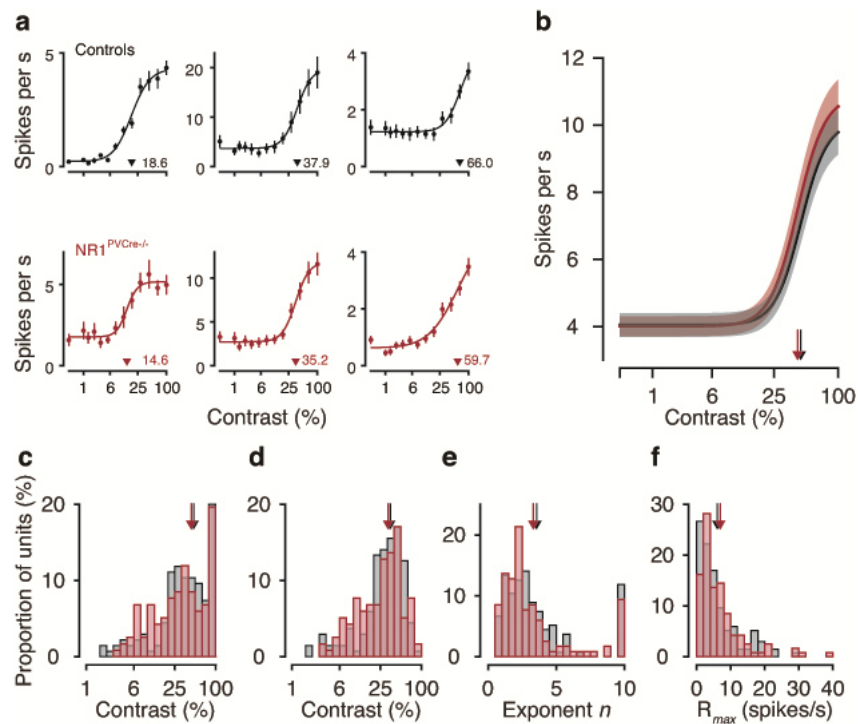 a
Controls
Spikes per s
5
0
18.6
20
10
0
37.9
4
2
0
66.0
NR1PVCre-/-
Spikes per s
5
0
14.6
10
5
0
35.2
4
2
0
59.7
1 6 25 100
1 6 25 100
1 6 25 100
Contrast (%)
b
Spikes per s
12
10
8
6
4
1 6 25 100
Contrast (%)
c
Proportion of units (%)
20
10
0
1 6 25 100
Contrast (%)
d
20
10
0
1 6 25 100
Contrast (%)
e
20
10
0
0 5 10
Exponent n
f
30
20
10
0
0 10 20 30 40
Rmax (spikes/s)